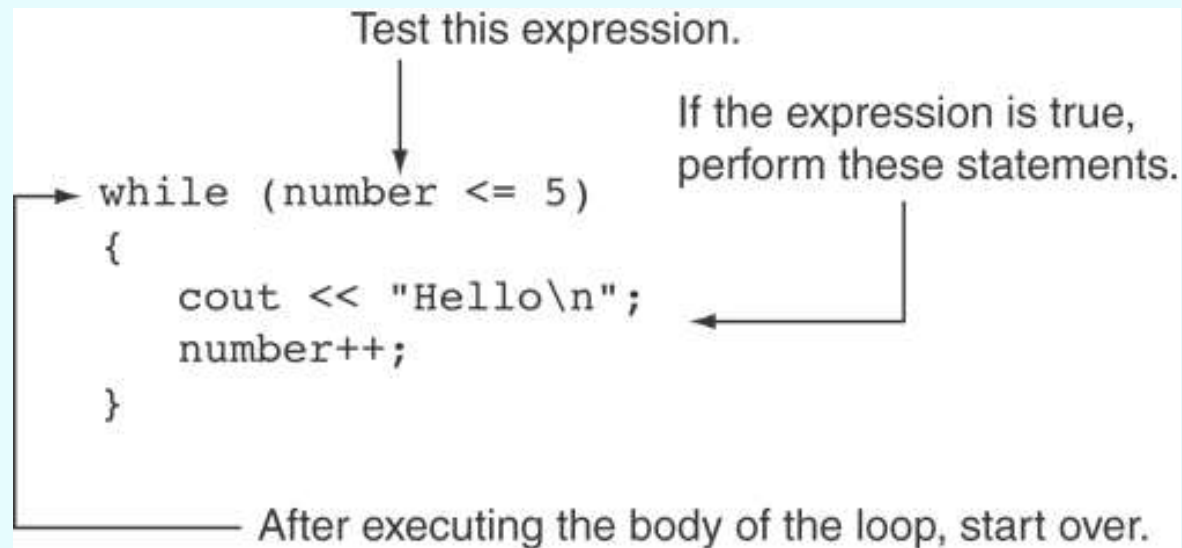 Test this expression.
If the expression is true,
perform these statements.
while (number <= 5)
{
cout << "Hello\n";
number++;
}
After executing the body of the loop, start over.